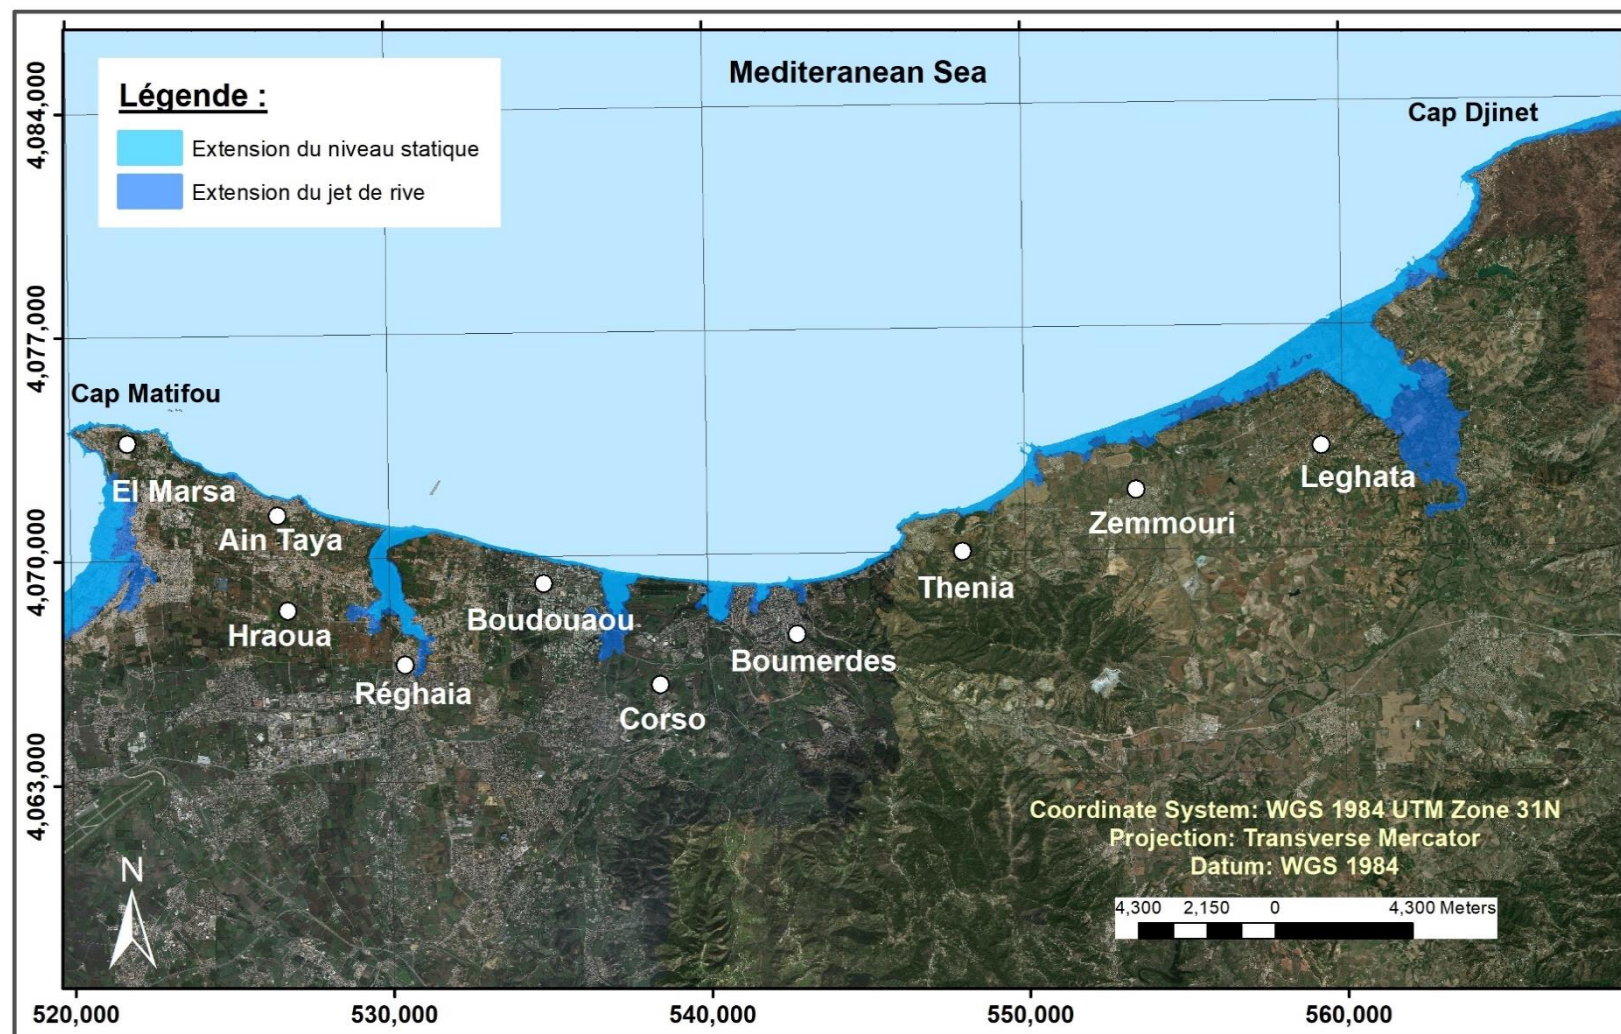 Mediteranean Sea
Légende :
Extension du niveau statique
Extension du jet de rive
Cap Djinet
Cap Matifou
El Marsa
Ain Taya
Hraoua
Réghaia
Boudouaou
Corso
Boumerdes
Thenia
Zemmouri
Leghata
4,084,000
4,077,000
4,070,000
4,063,000
N
Coordinate System: WGS 1984 UTM Zone 31N
Projection: Transverse Mercator
Datum: WGS 1984
4,300 2,150 0 4,300 Meters
520,000 530,000 540,000 550,000 560,000